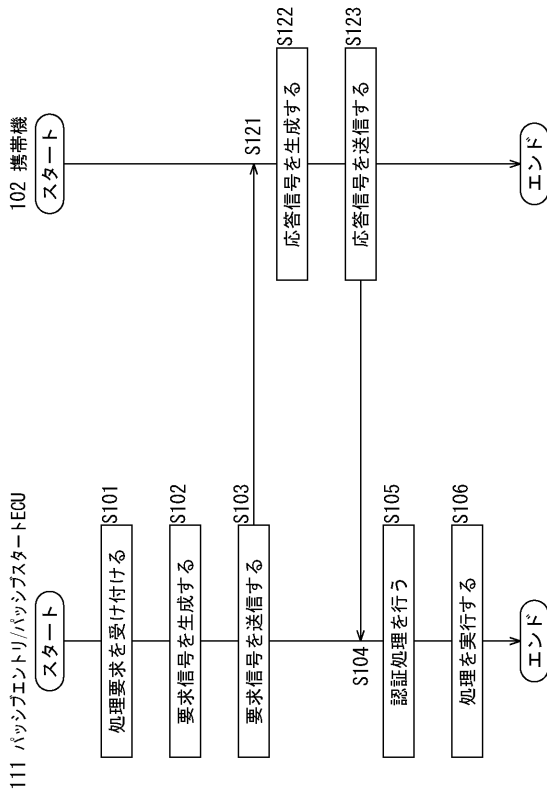 111 パッシブエントリ/パッシブスタートECU
スタート
処理要求を受け付ける
S101
要求信号を生成する
S102
要求信号を送信する
S103
S104
認証処理を行う
S105
処理を実行する
S106
エンド
102 携帯機
スタート
S121
応答信号を生成する
S122
応答信号を送信する
S123
エンド